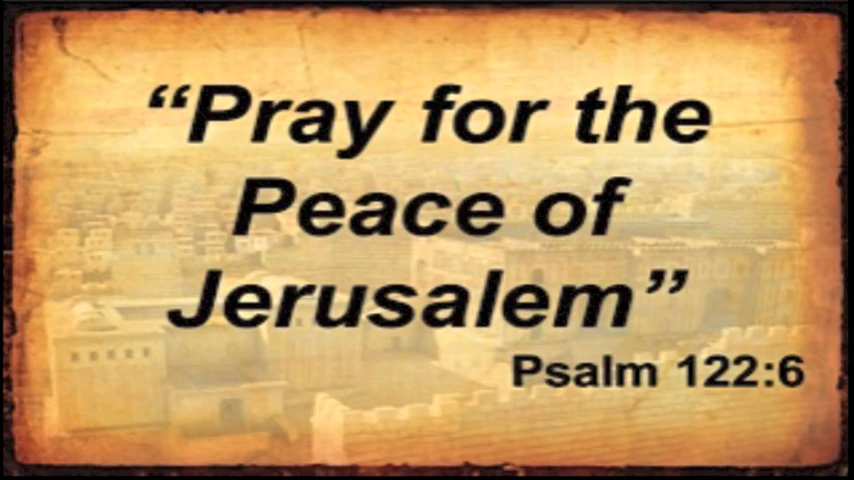 “Pray for the
Peace of
Jerusalem”
Psalm 122:6